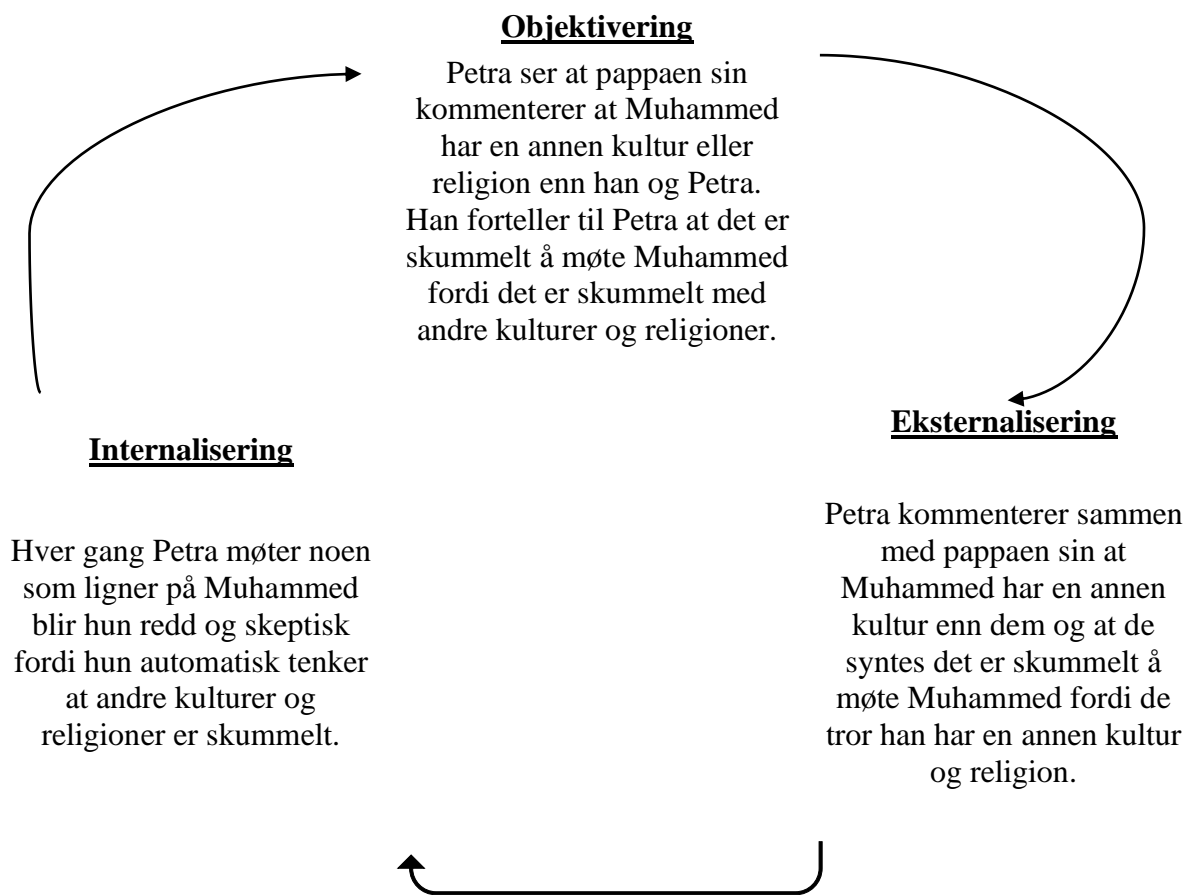 Objektivering
Petra ser at pappaen sin
kommenterer at Muhammed
har en annen kultur eller
religion enn han og Petra.
Han forteller til Petra at det er
skummelt å møte Muhammed
fordi det er skummelt med
andre kulturer og religioner.
Eksternalisering
Petra kommenterer sammen
med pappaen sin at
Muhammed har en annen
kultur enn dem og at de
syntes det er skummelt å
møte Muhammed fordi de
tror han har en annen kultur
og religion.
Internalisering
Hver gang Petra møter noen
som ligner på Muhammed
blir hun redd og skeptisk
fordi hun automatisk tenker
at andre kulturer og
religioner er skummelt.